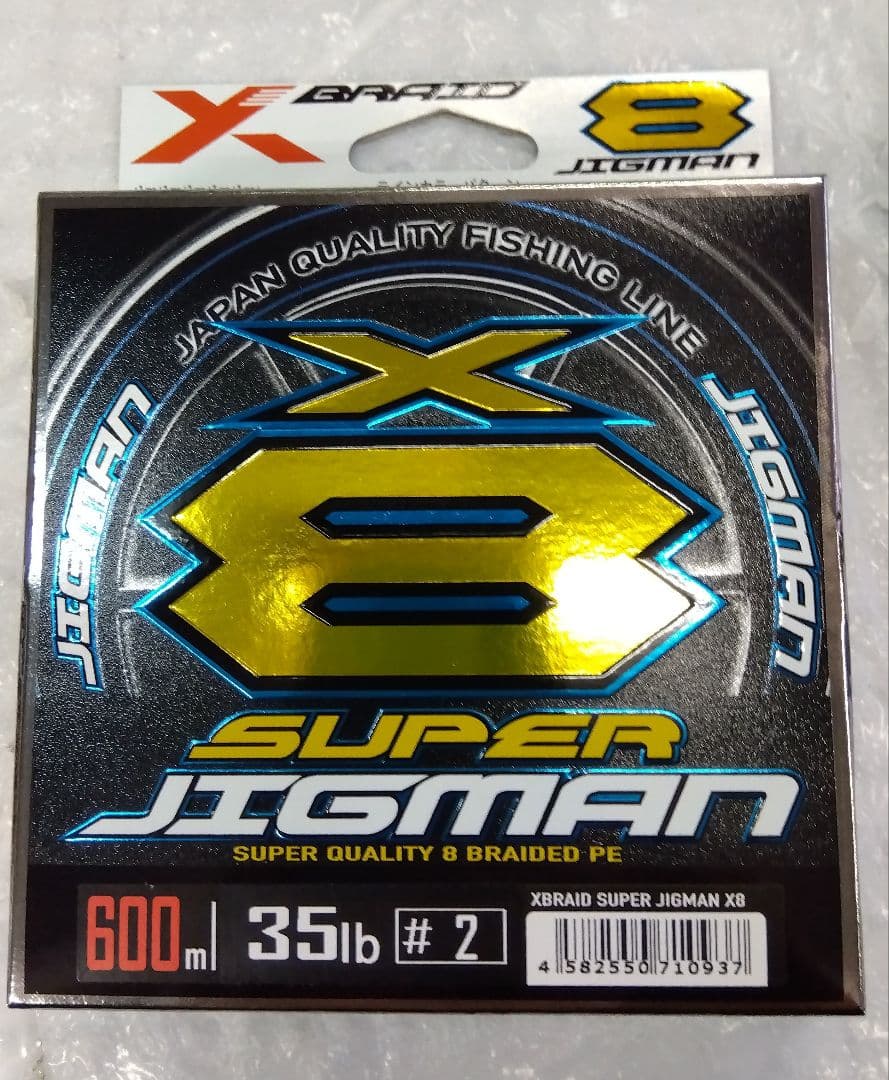 X BRAID
8
JIGMAN
JAPAN QUALITY FISHING LINE
X
8
JIGMAN
JIGMAN
SUPER
JIGMAN
SUPER QUALITY 8 BRAIDED PE
600m 35lb # 2
XBRAID SUPER JIGMAN X8
4 582550 710937